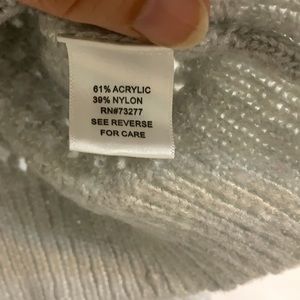 61% ACRYLIC
39% NYLON
RN#73277
SEE REVERSE
FOR CARE